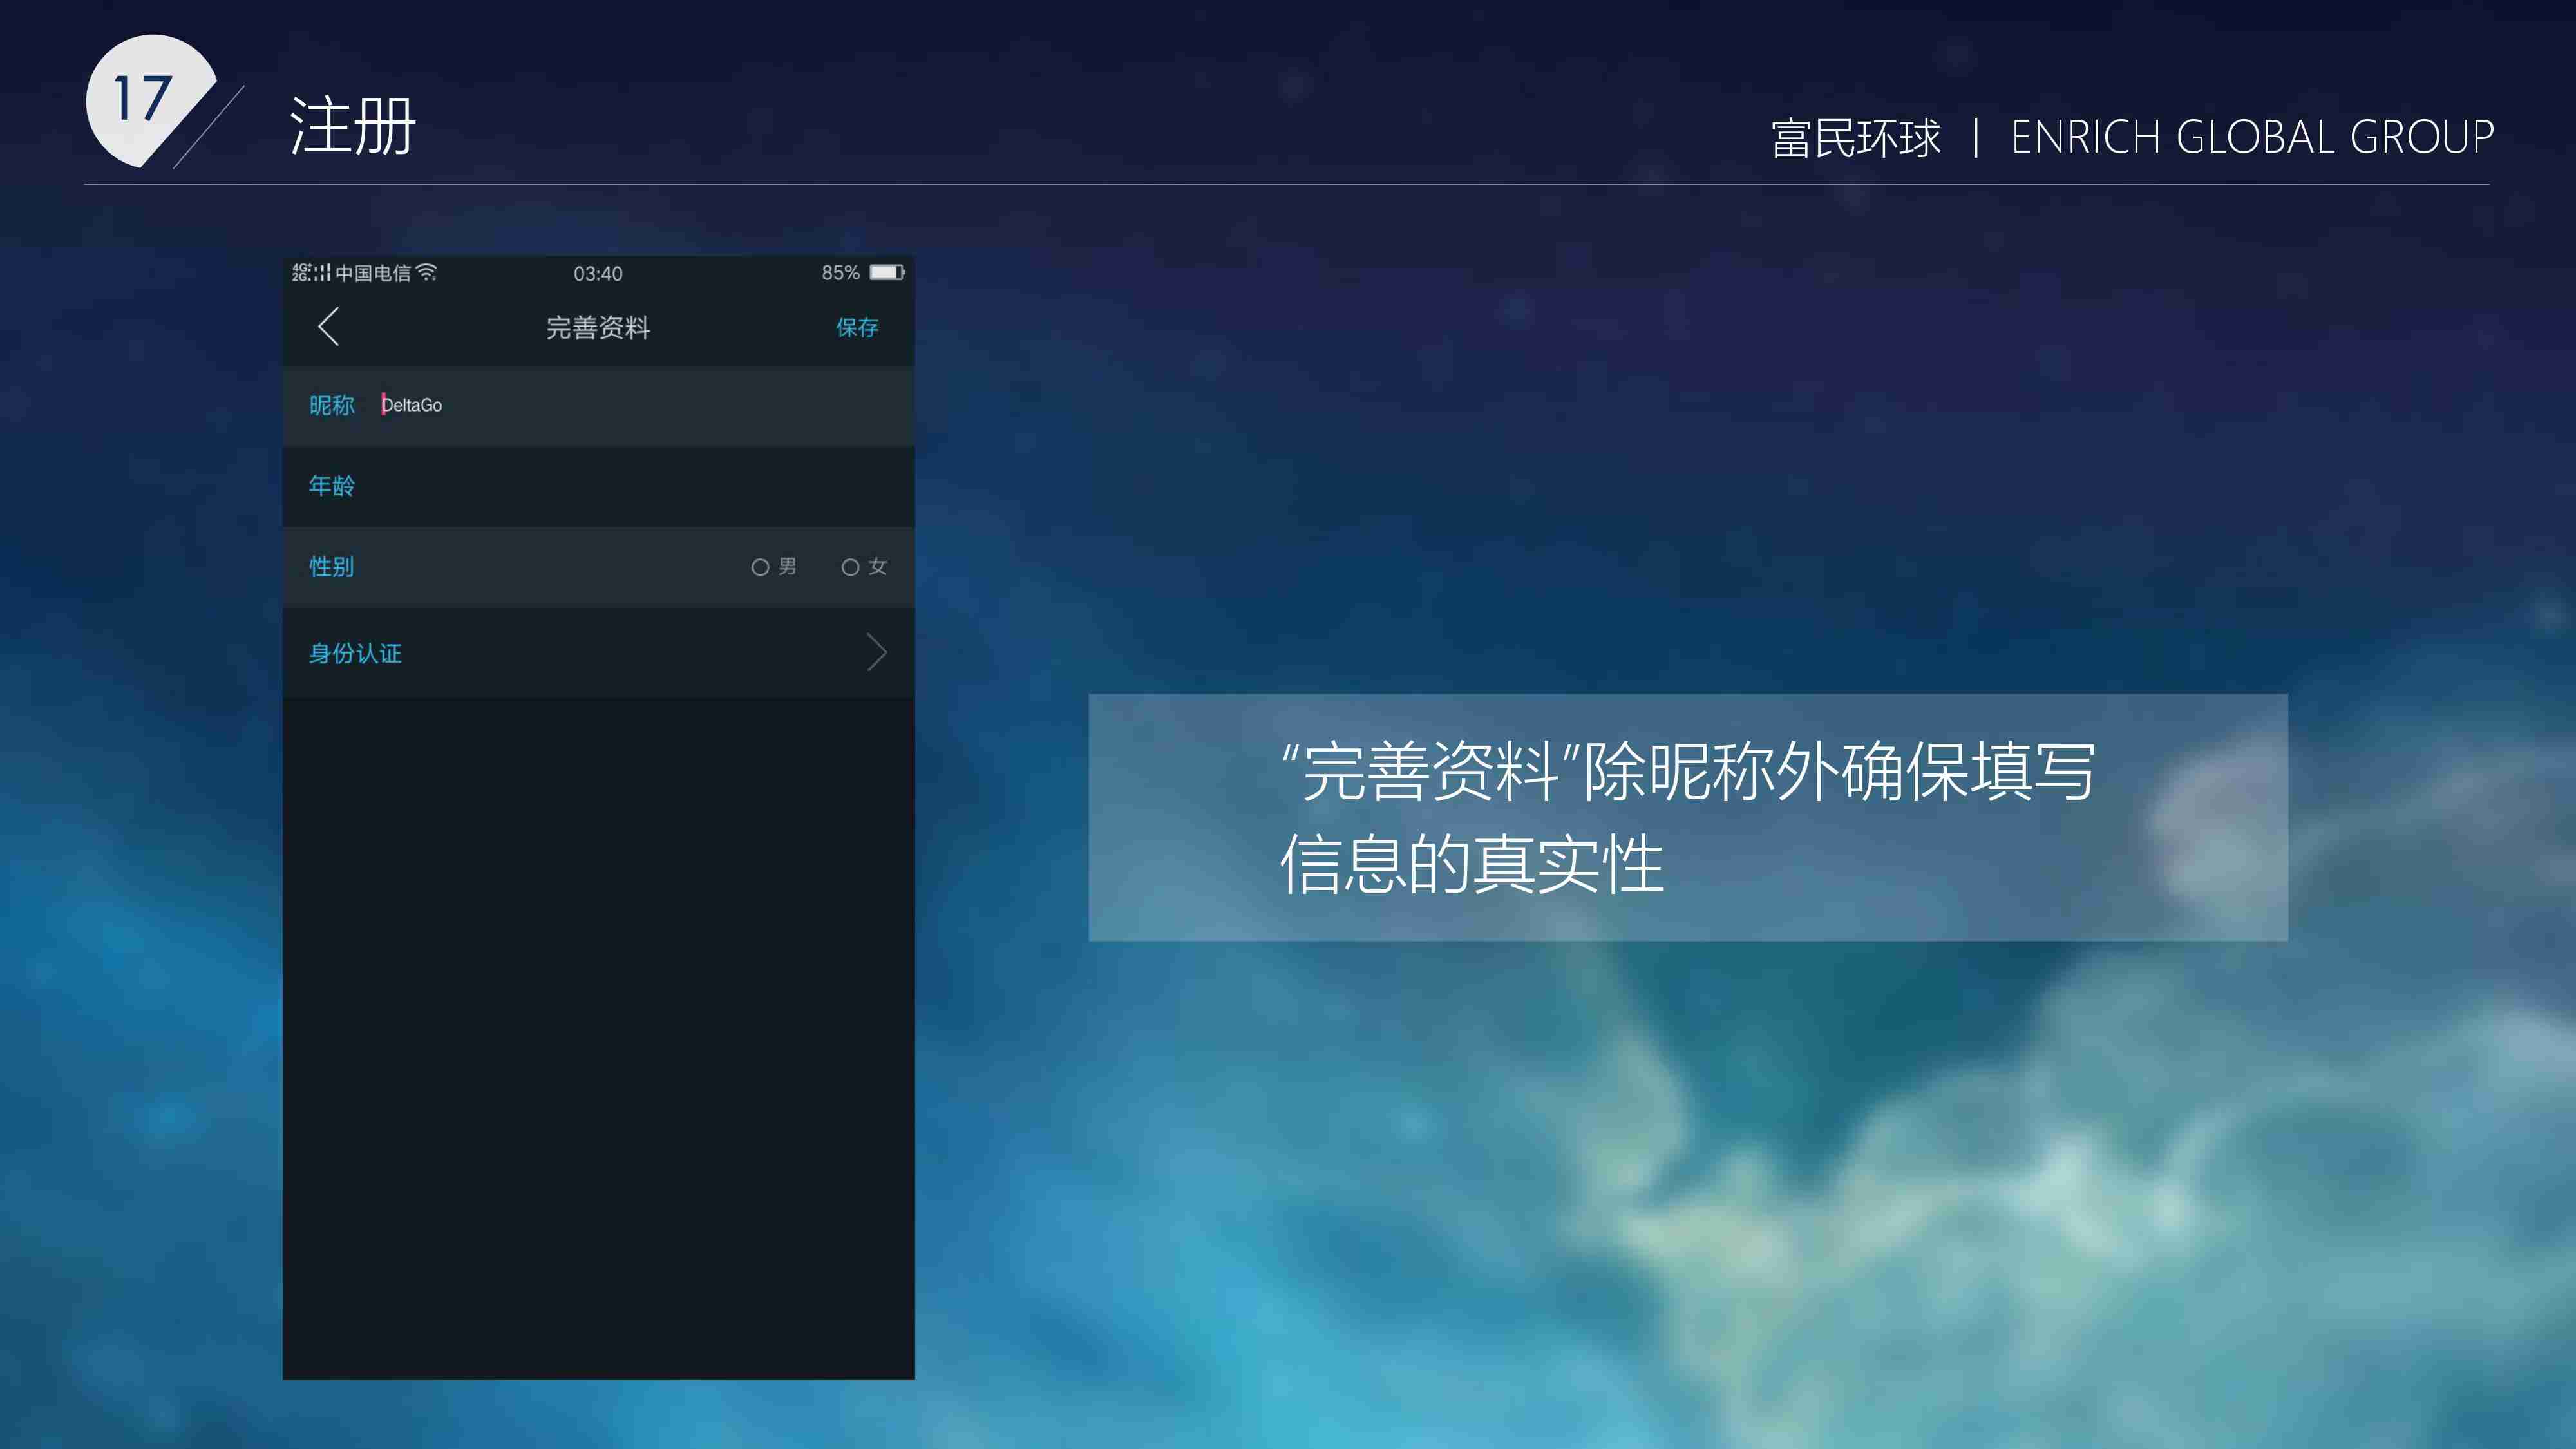 17
注册
富民环球 | ENRICH GLOBAL GROUP
4G+ 2G 中国电信 03:40 85%
完善资料 保存
昵称 DeltaGo
年龄
性别 男 女
身份认证
“完善资料”除昵称外确保填写
信息的真实性